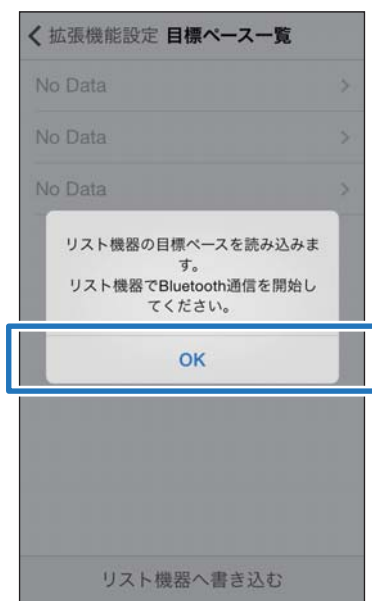 拡張機能設定 目標ペース一覧
No Data
No Data
No Data
リスト機器の目標ペースを読み込みま
す。
リスト機器でBluetooth通信を開始し
てください。
OK
リスト機器へ書き込む